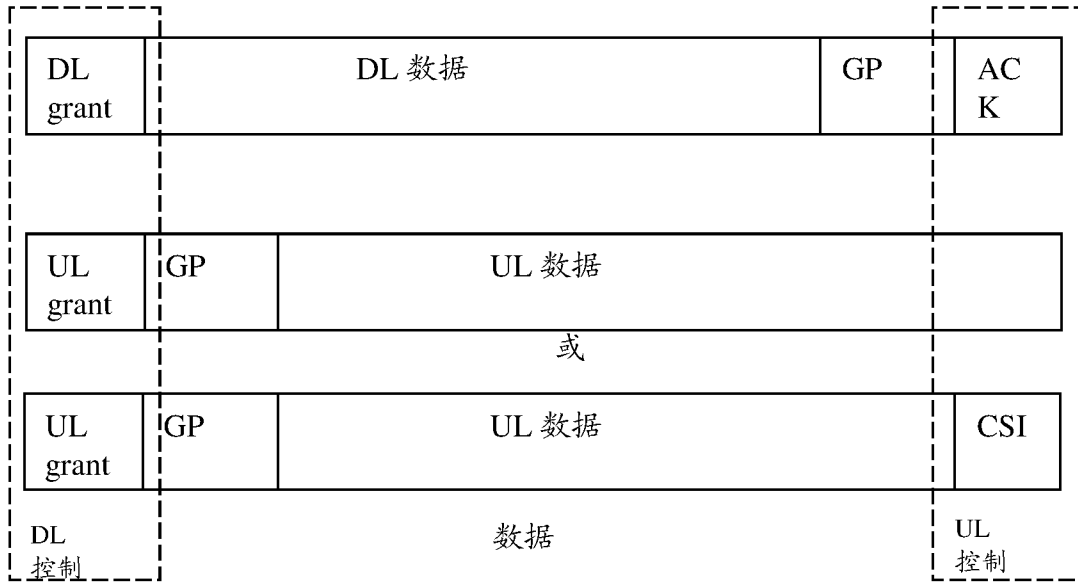 DL grant
DL 数据
GP
AC
K
UL grant
GP
UL 数据
或
UL grant
GP
UL 数据
CSI
DL 控制
数据
UL 控制